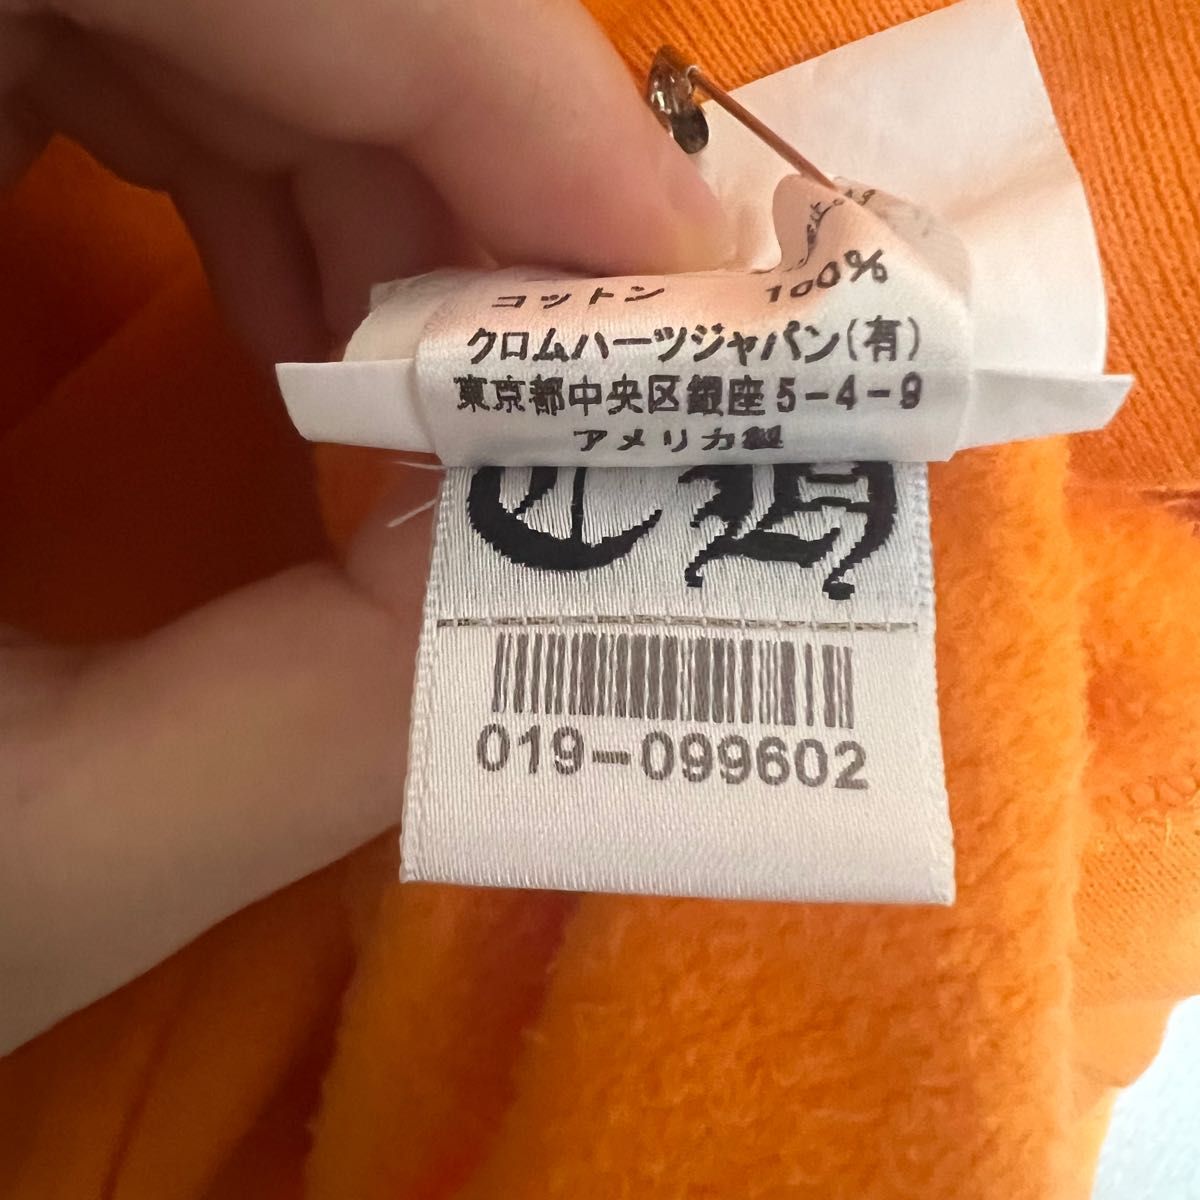 コットン 100%
クロムハーツジャパン(有)
東京都中央区銀座5-4-9
アメリカ製
CH
019-099602